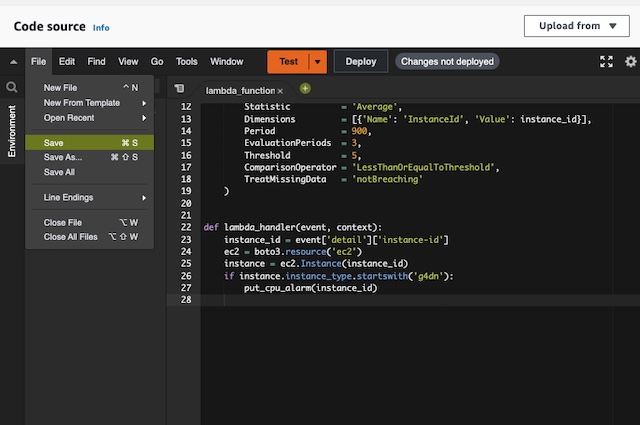 Code source Info
Upload from
File Edit Find View Go Tools Window Test Deploy Changes not deployed
Environment
New File ^ N
New From Template
Open Recent
Save ⌘ S
Save As... ⌘ ⇧ S
Save All
Line Endings
Close File ⌥ W
Close All Files ⌥ ⇧ W
lambda_function ×
12 Statistic = 'Average',
13 Dimensions = [{'Name': 'InstanceId', 'Value': instance_id}],
14 Period = 900,
15 EvaluationPeriods = 3,
16 Threshold = 5,
17 ComparisonOperator = 'LessThanOrEqualToThreshold',
18 TreatMissingData = 'notBreaching'
19 )
20
21
22 def lambda_handler(event, context):
23 instance_id = event['detail']['instance-id']
24 ec2 = boto3.resource('ec2')
25 instance = ec2.Instance(instance_id)
26 if instance.instance_type.startswith('g4dn'):
27 put_cpu_alarm(instance_id)
28